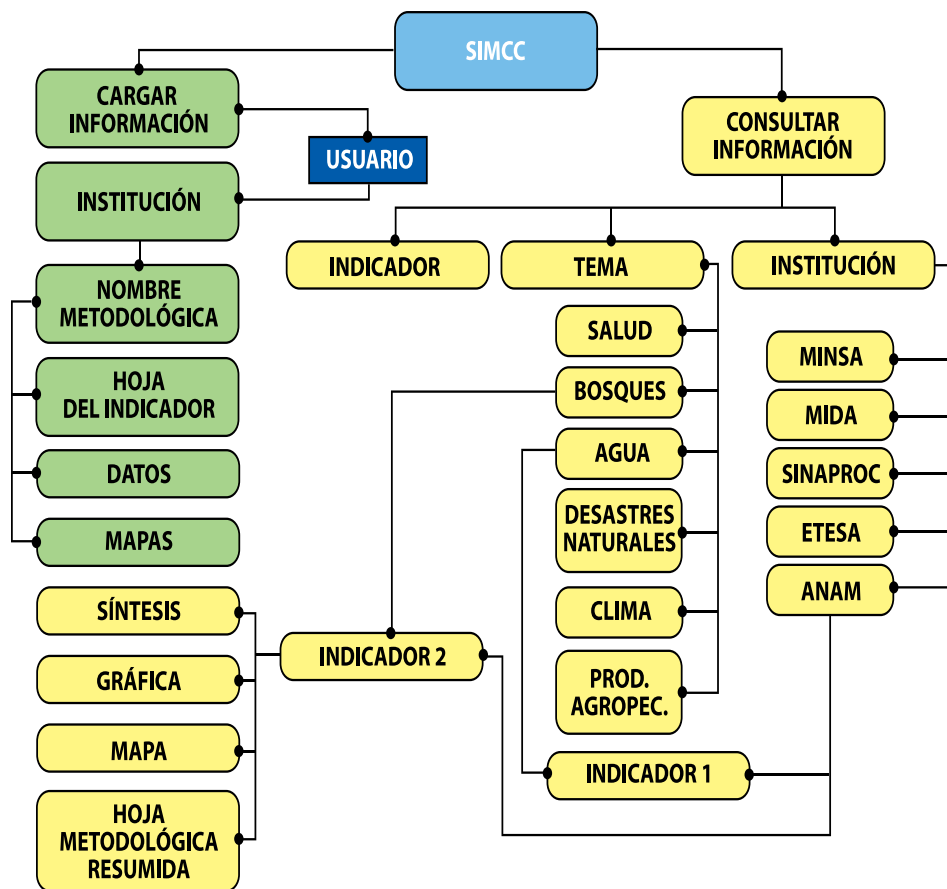 SIMCC
CARGAR
INFORMACIÓN
USUARIO
INSTITUCIÓN
NOMBRE
METODOLÓGICA
HOJA
DEL INDICADOR
DATOS
MAPAS
CONSULTAR
INFORMACIÓN
INDICADOR
TEMA
INSTITUCIÓN
SALUD
BOSQUES
AGUA
DESASTRES
NATURALES
CLIMA
PROD.
AGROPEC.
MINSA
MIDA
SINAPROC
ETESA
ANAM
INDICADOR 1
INDICADOR 2
SÍNTESIS
GRÁFICA
MAPA
HOJA
METODOLÓGICA
RESUMIDA